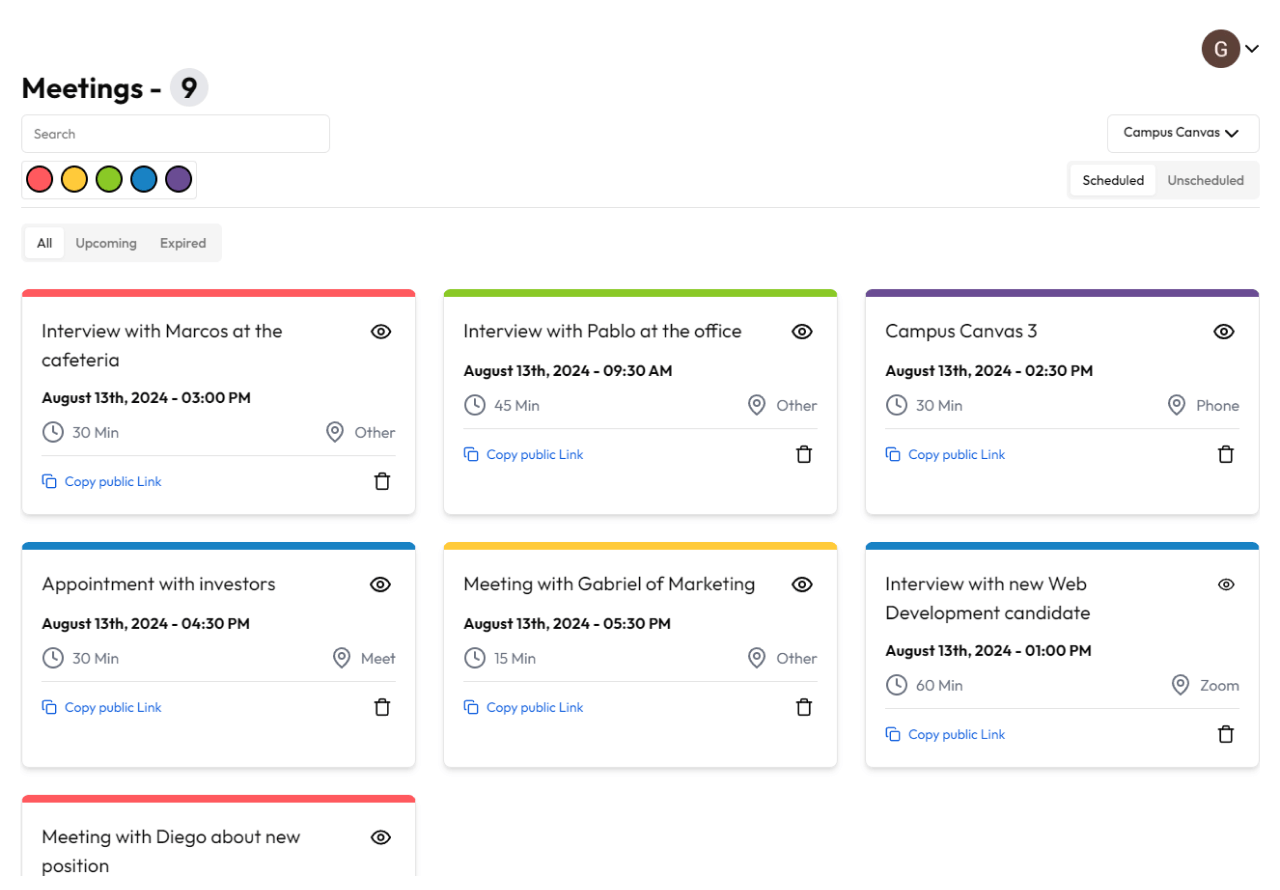 G
Meetings - 9
Search
Campus Canvas
Scheduled Unscheduled
All Upcoming Expired
Interview with Marcos at the
cafeteria
August 13th, 2024 - 03:00 PM
30 Min Other
Copy public Link
Interview with Pablo at the office
August 13th, 2024 - 09:30 AM
45 Min Other
Copy public Link
Campus Canvas 3
August 13th, 2024 - 02:30 PM
30 Min Phone
Copy public Link
Appointment with investors
August 13th, 2024 - 04:30 PM
30 Min Meet
Copy public Link
Meeting with Gabriel of Marketing
August 13th, 2024 - 05:30 PM
15 Min Other
Copy public Link
Interview with new Web
Development candidate
August 13th, 2024 - 01:00 PM
60 Min Zoom
Copy public Link
Meeting with Diego about new
position